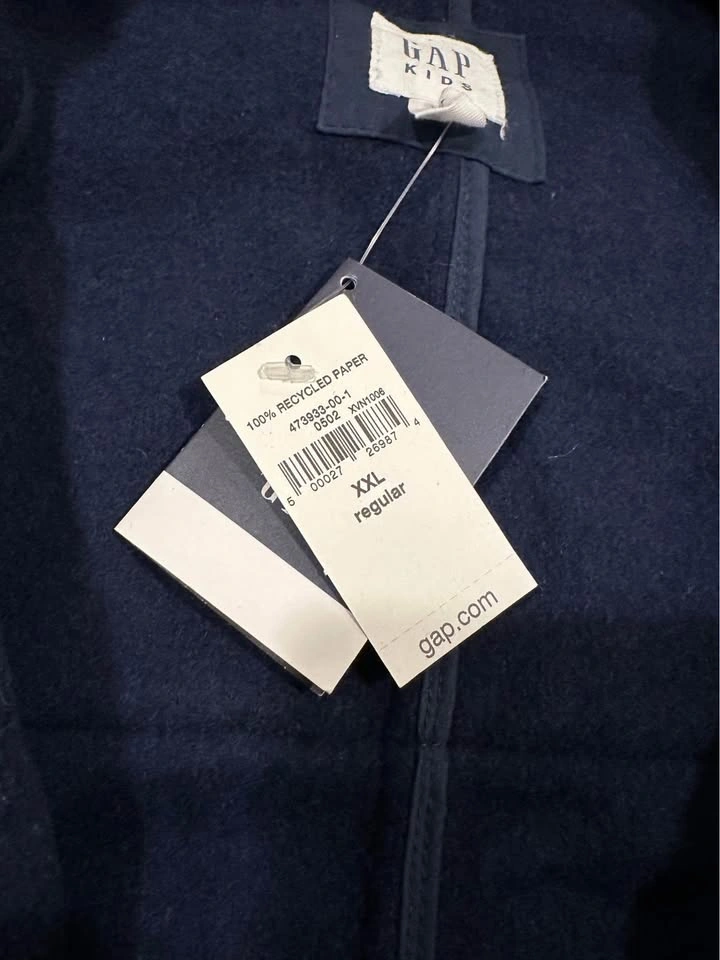 GAP
KIDS
100% RECYCLED PAPER
473933-00-1
0502 XVN1006
5 00027 26987 4
XXL
regular
gap.com